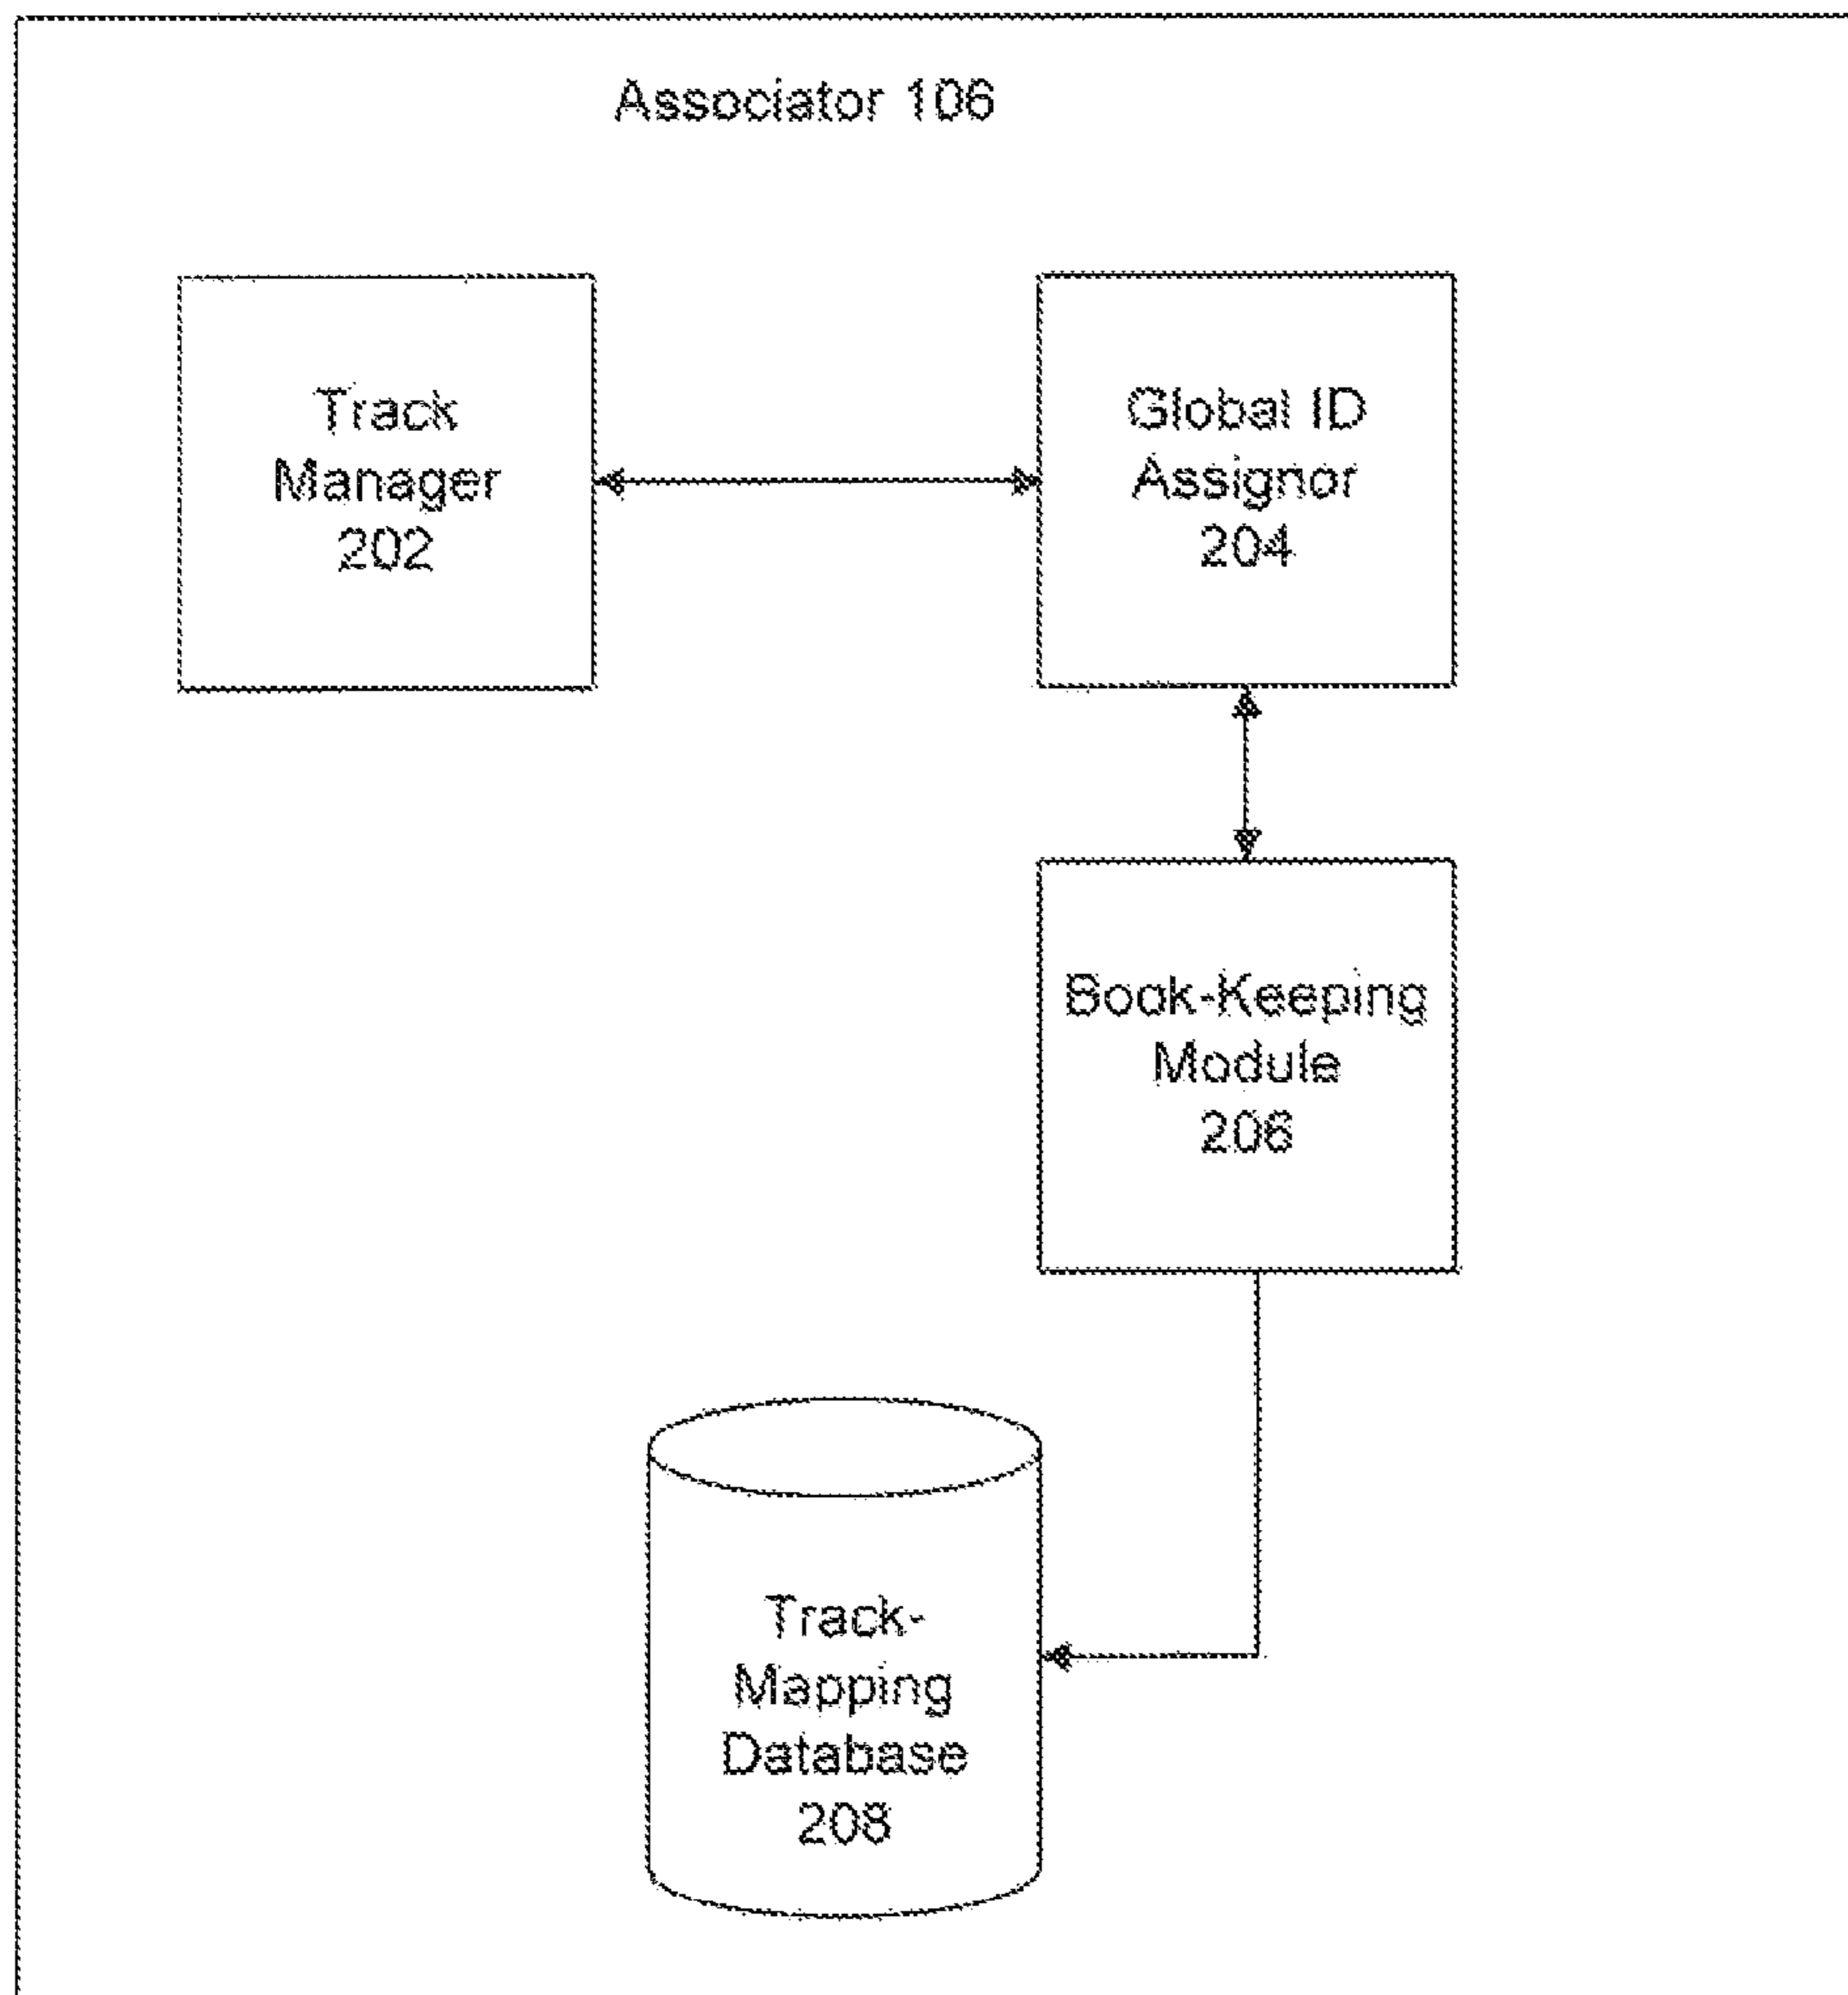 Associator 106
Track
Manager
202
Global ID
Assignor
204
Book-Keeping
Module
206
Track-
Mapping
Database
208